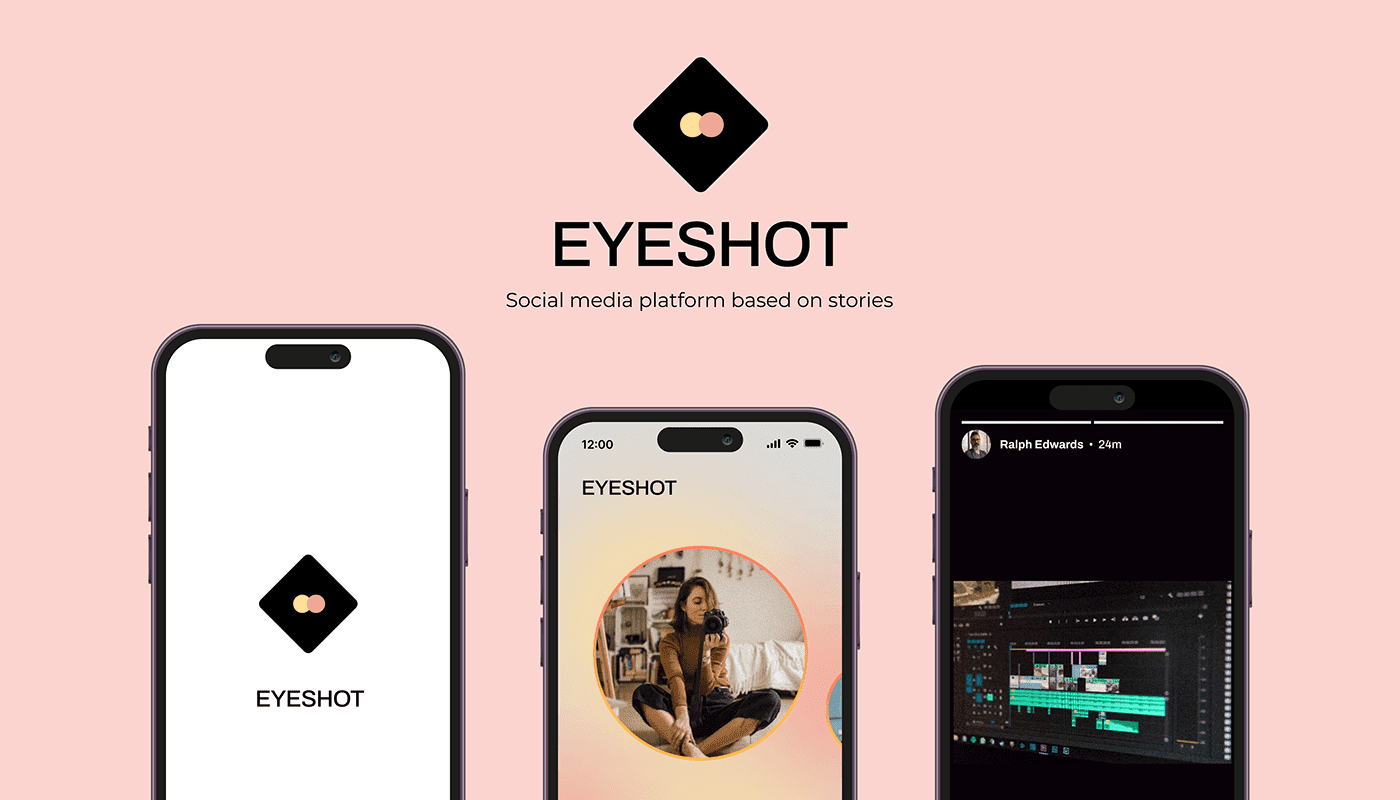 EYESHOT
Social media platform based on stories
EYESHOT
12:00
EYESHOT
Ralph Edwards • 24m